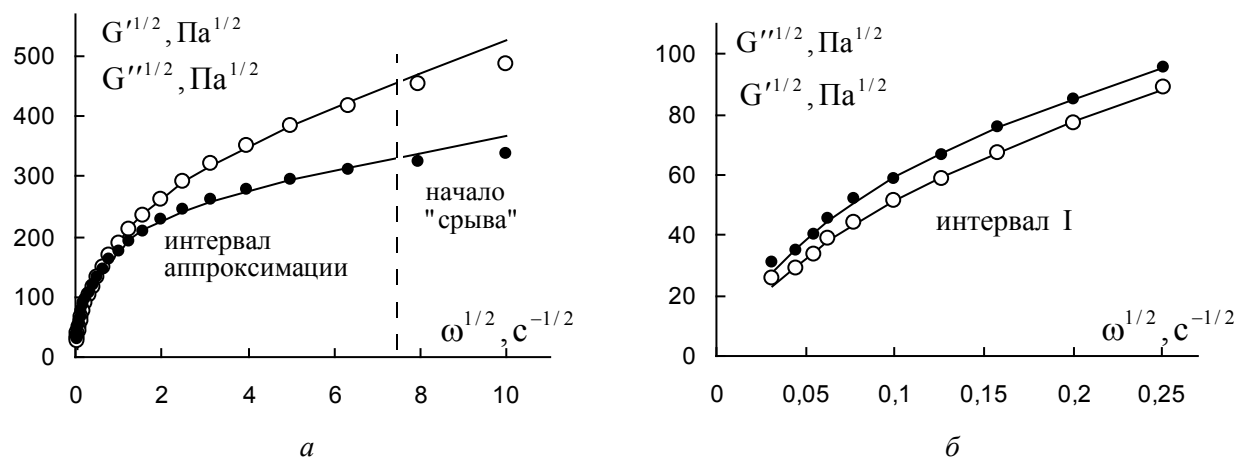 G′^{1/2}, Па^{1/2}
G″^{1/2}, Па^{1/2}
500
400
300
200
100
0
начало
"срыва"
интервал
аппроксимации
ω^{1/2}, с^{−1/2}
0 2 4 6 8 10
а
G″^{1/2}, Па^{1/2}
G′^{1/2}, Па^{1/2}
100
80
60
40
20
0
интервал I
ω^{1/2}, с^{−1/2}
0 0,05 0,1 0,15 0,2 0,25
б